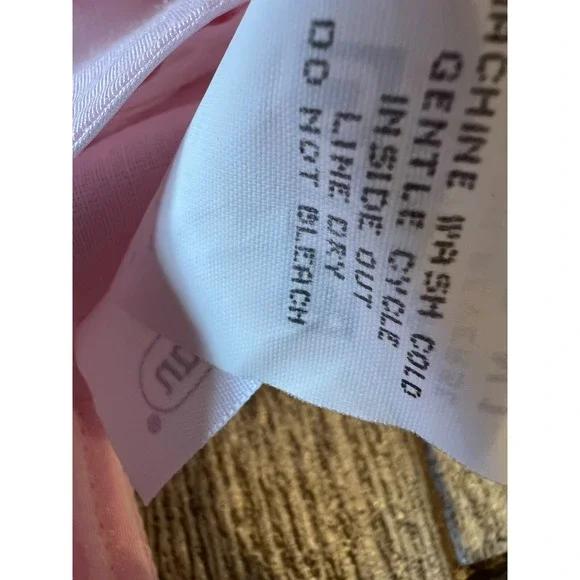 MACHINE WASH COLD
GENTLE CYCLE
INSIDE OUT
LINE DRY
DO NOT BLEACH